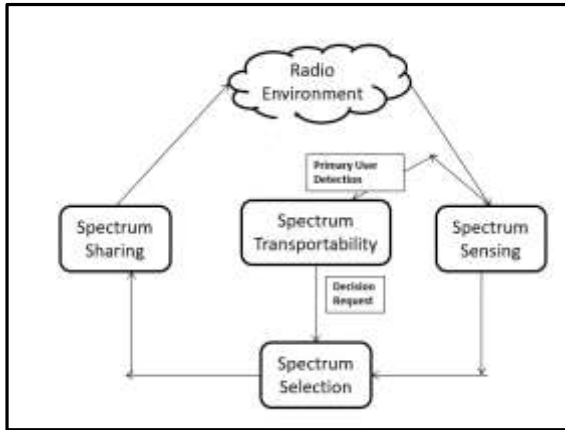 Radio
Environment
Primary User
Detection
Spectrum
Sharing
Spectrum
Transportability
Spectrum
Sensing
Decision
Request
Spectrum
Selection